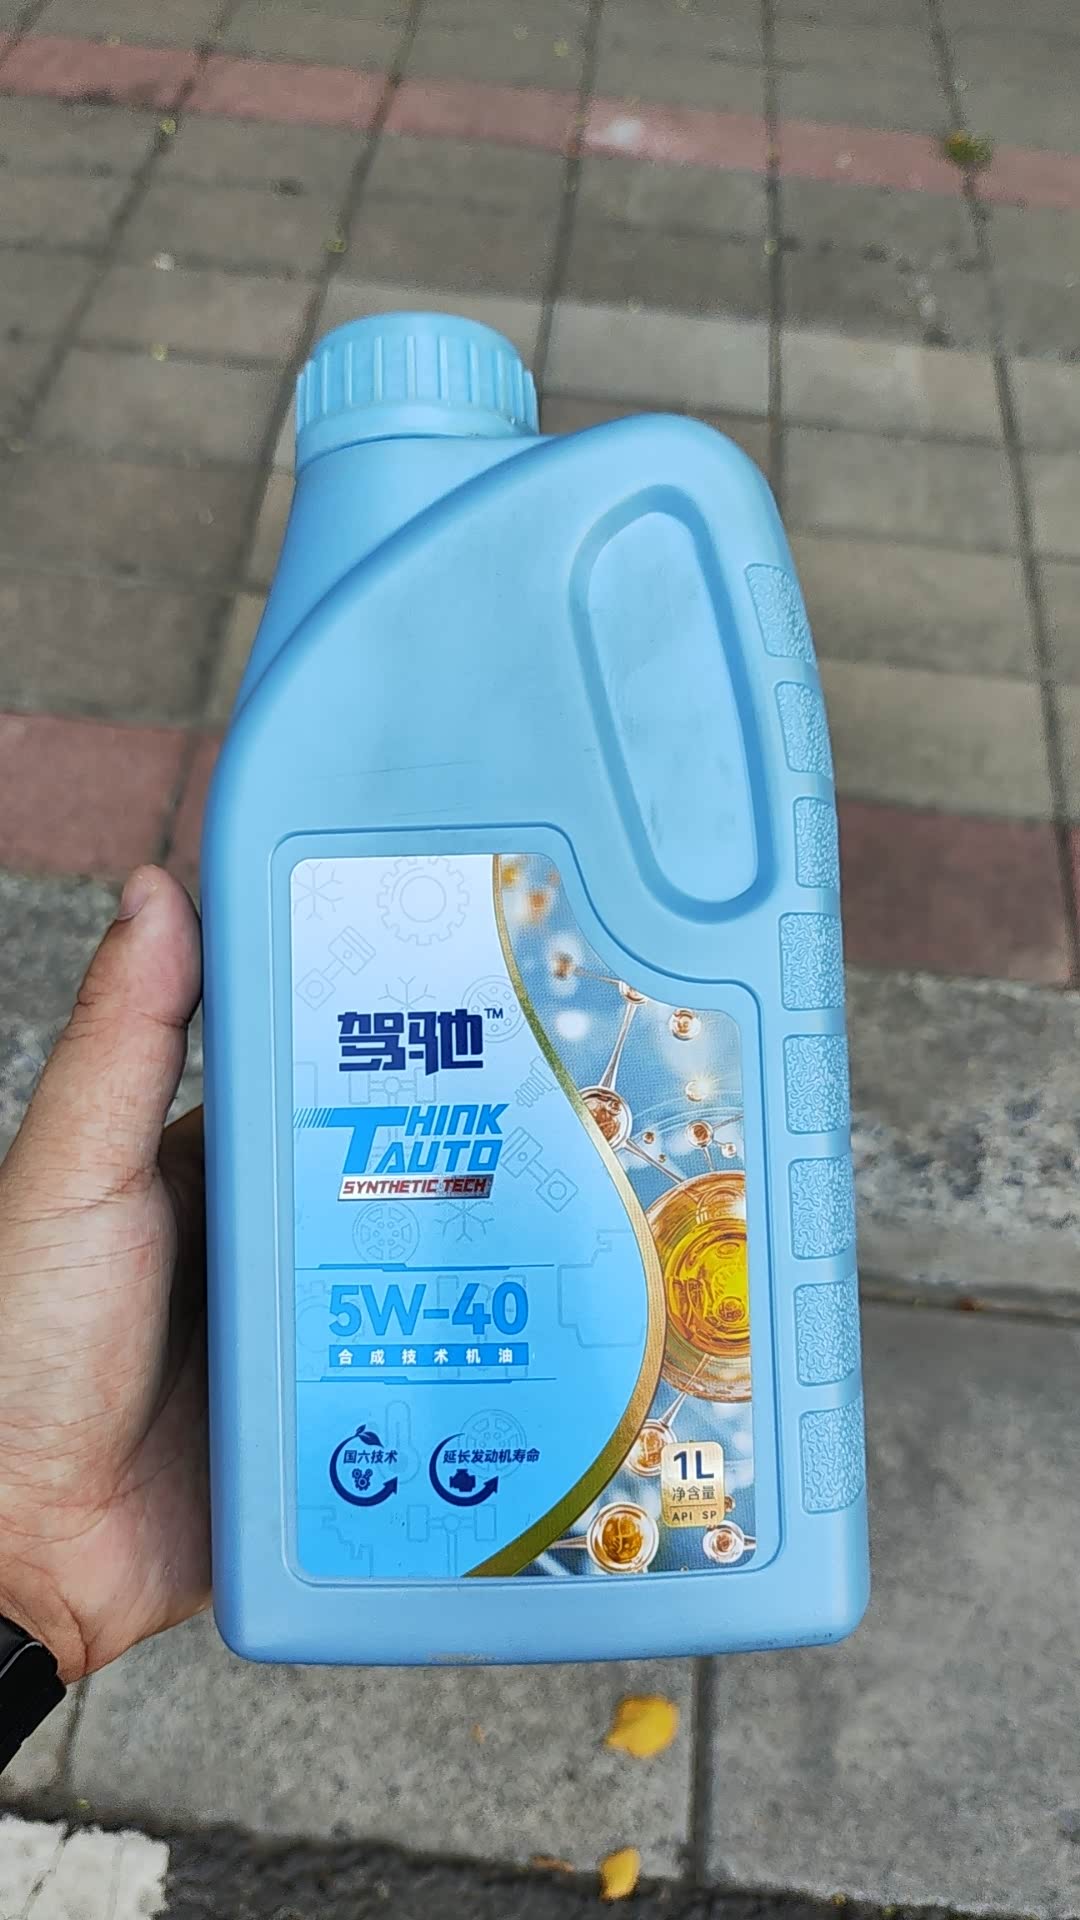 驾驰™
THINK
AUTO
SYNTHETIC TECH
5W-40
合成技术机油
国六技术
延长发动机寿命
1L
净含量
API SP